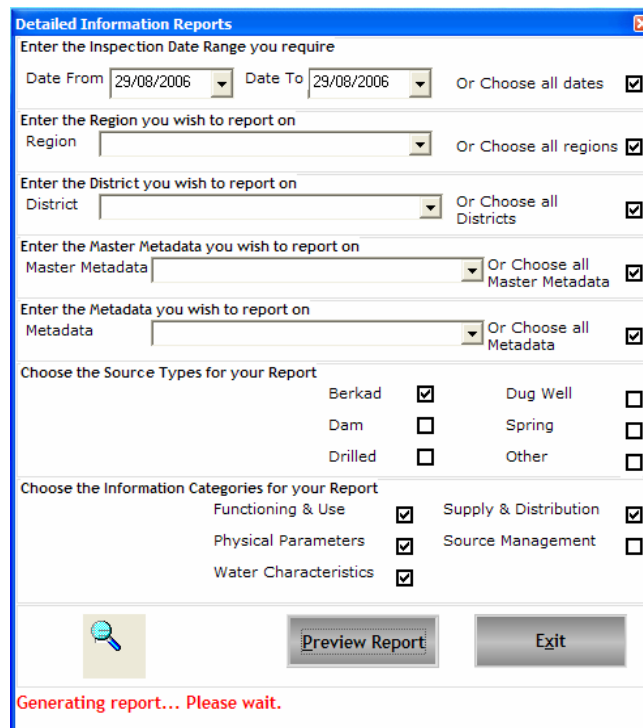 Detailed Information Reports
Enter the Inspection Date Range you require
Date From 29/08/2006 Date To 29/08/2006 Or Choose all dates
Enter the Region you wish to report on
Region Or Choose all regions
Enter the District you wish to report on
District Or Choose all
Districts
Enter the Master Metadata you wish to report on
Master Metadata Or Choose all
Master Metadata
Enter the Metadata you wish to report on
Metadata Or Choose all
Metadata
Choose the Source Types for your Report
Berkad Dug Well
Dam Spring
Drilled Other
Choose the Information Categories for your Report
Functioning & Use Supply & Distribution
Physical Parameters Source Management
Water Characteristics
Preview Report Exit
Generating report... Please wait.